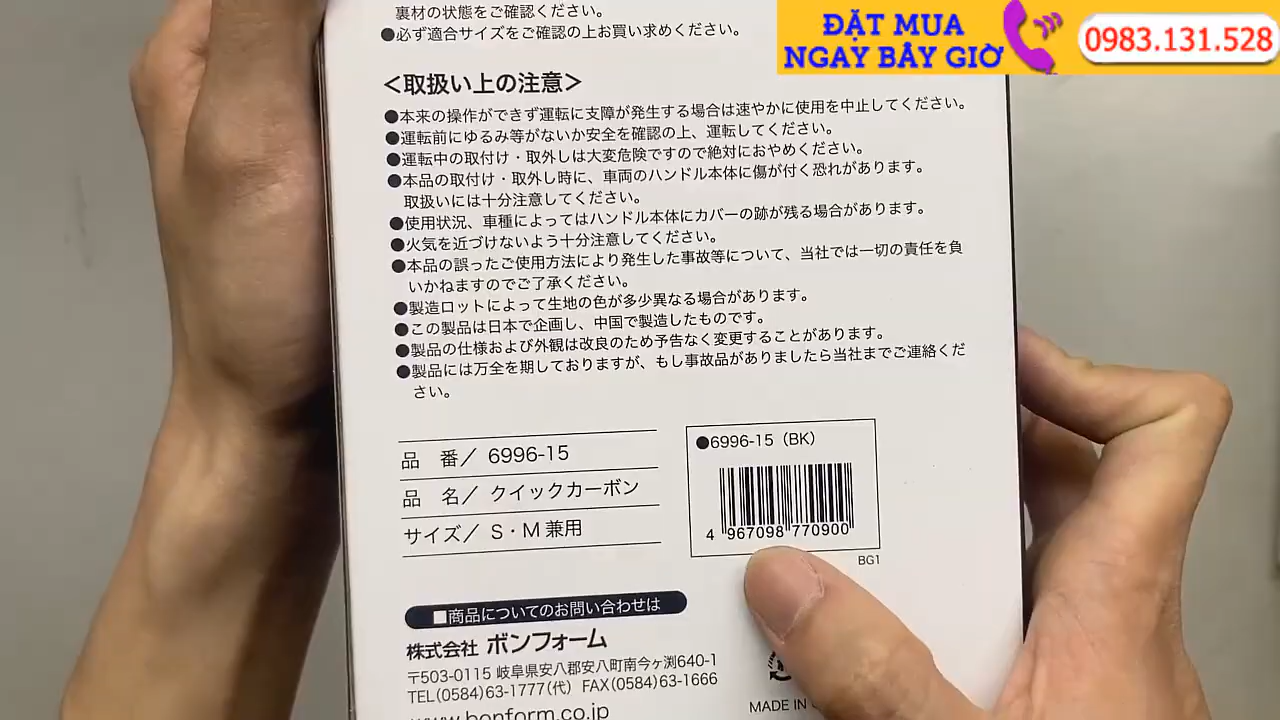 裏材の状態をご確認ください。
●必ず適合サイズをご確認の上お買い求めください。
ĐẶT MUA
NGAY BÂY GIỜ
0983.131.528
＜取扱い上の注意＞
●本来の操作ができず運転に支障が発生する場合は速やかに使用を中止してください。
●運転前にゆるみ等がないか安全を確認の上、運転してください。
●運転中の取付け・取外しは大変危険ですので絶対におやめください。
●本品の取付け・取外し時に、車両のハンドル本体に傷が付く恐れがあります。
取扱いには十分注意してください。
●使用状況、車種によってはハンドル本体にカバーの跡が残る場合があります。
●火気を近づけないよう十分注意してください。
●本品の誤ったご使用方法により発生した事故等について、当社では一切の責任を負
いかねますのでご了承ください。
●製造ロットによって生地の色が多少異なる場合があります。
●この製品は日本で企画し、中国で製造したものです。
●製品の仕様および外観は改良のため予告なく変更することがあります。
●製品には万全を期しておりますが、もし事故品がありましたら当社までご連絡くだ
さい。
品 番／ 6996-15
品 名／ クイックカーボン
サイズ／ S・M 兼用
●6996-15（BK）
4 967098 770900
BG1
■商品についてのお問い合わせは
株式会社 ボンフォーム
〒503-0115 岐阜県安八郡安八町南今ヶ渕640-1
TEL(0584)63-1777(代) FAX(0584)63-1666
www.bonform.co.jp
MADE IN